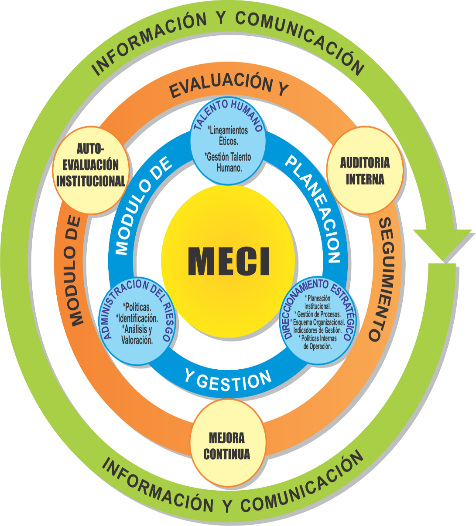 INFORMACIÓN Y COMUNICACIÓN
MODULO DE EVALUACIÓN Y SEGUIMIENTO
AUTO-
EVALUACIÓN
INSTITUCIONAL
AUDITORIA
INTERNA
MEJORA
CONTINUA
MODULO DE PLANEACION Y GESTION
TALENTO HUMANO
*Lineamientos
Eticos.
*Gestión Talento
Humano.
ADMINISTRACION DEL RIESGO
*Políticas.
*Identificación.
*Análisis y
Valoración.
DIRECCIONAMIENTO ESTRATÉGICO
* Planeación
Institucional.
* Gestión de Procesos.
* Esquema Organizacional.
Indicadores de Gestión.
* Políticas Internas
de Operación.
MECI
INFORMACIÓN Y COMUNICACIÓN